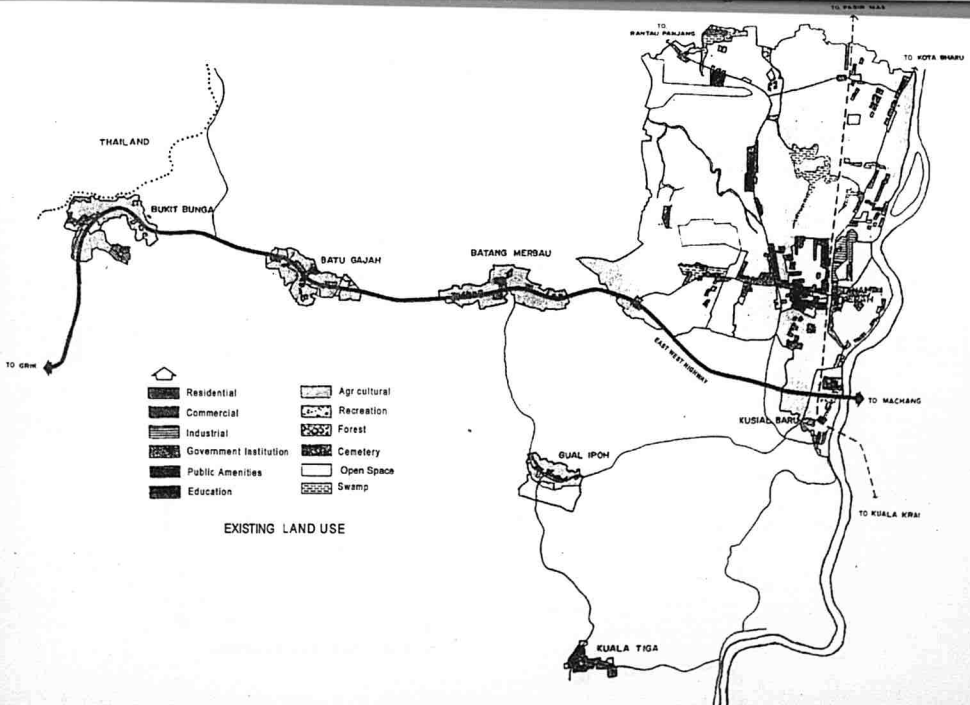 TO PASIR MAS
TO
RANTAU PANJANG
TO KOTA BHARU
THAILAND
BUKIT BUNGA
BATU GAJAH
BATANG MERBAU
TO GRIK
EAST WEST HIGHWAY
TO MACHANG
KUSIAL BARU
GUAL IPOH
TO KUALA KRAI
KUALA TIGA
Residential
Commercial
Industrial
Government Institution
Public Amenities
Education
Agr cultural
Recreation
Forest
Cemetery
Open Space
Swamp
EXISTING LAND USE